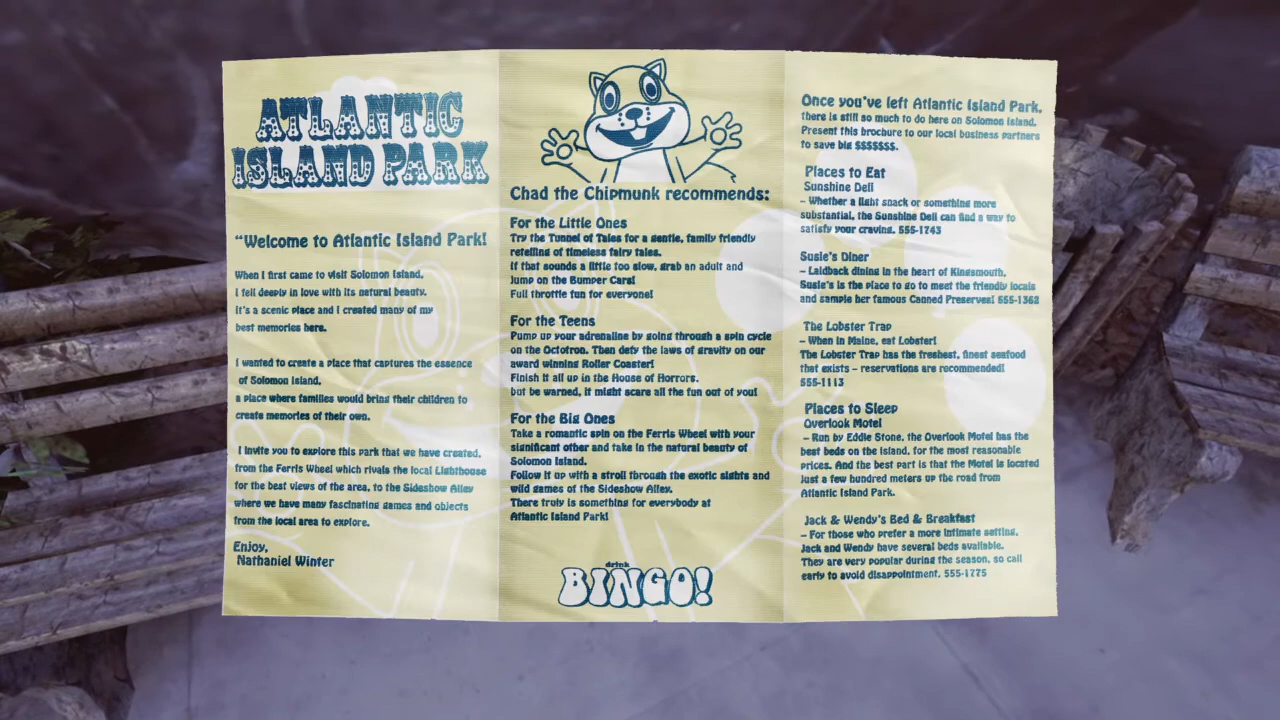 ATLANTIC
ISLAND PARK
“Welcome to Atlantic Island Park!
When I first came to visit Solomon Island,
I fell deeply in love with its natural beauty.
It's a scenic place and I created many of my
best memories here.
I wanted to create a place that captures the essence
of Solomon Island,
a place where families would bring their children to
create memories of their own.
I invite you to explore this park that we have created,
from the Ferris Wheel which rivals the local Lighthouse
for the best views of the area, to the Sideshow Alley
where we have many fascinating games and objects
from the local area to explore.
Enjoy,
Nathaniel Winter
Chad the Chipmunk recommends:
For the Little Ones
Try the Tunnel of Tales for a gentle, family friendly
retelling of timeless fairy tales.
If that sounds a little too slow, grab an adult and
jump on the Bumper Cars!
Full throttle fun for everyone!
For the Teens
Pump up your adrenaline by going through a spin cycle
on the Octotron. Then defy the laws of gravity on our
award winning Roller Coaster!
Finish it all up in the House of Horrors,
but be warned, it might scare all the fun out of you!
For the Big Ones
Take a romantic spin on the Ferris Wheel with your
significant other and take in the natural beauty of
Solomon Island.
Follow it up with a stroll through the exotic sights and
wild games of the Sideshow Alley.
There truly is something for everybody at
Atlantic Island Park!
drink
BINGO!
Once you've left Atlantic Island Park,
there is still so much to do here on Solomon Island.
Present this brochure to our local business partners
to save big $$$$$$$.
Places to Eat
Sunshine Deli
– Whether a light snack or something more
substantial, the Sunshine Deli can find a way to
satisfy your craving. 555-1743
Susie's Diner
– Laidback dining in the heart of Kingsmouth,
Susie's is the place to go to meet the friendly locals
and sample her famous Canned Preserves! 555-1362
The Lobster Trap
– When in Maine, eat Lobster!
The Lobster Trap has the freshest, finest seafood
that exists – reservations are recommended!
555-1113
Places to Sleep
Overlook Motel
– Run by Eddie Stone, the Overlook Motel has the
best beds on the island, for the most reasonable
prices. And the best part is that the Motel is located
just a few hundred meters up the road from
Atlantic Island Park.
Jack & Wendy's Bed & Breakfast
– For those who prefer a more intimate setting,
Jack and Wendy have several beds available.
They are very popular during the season, so call
early to avoid disappointment. 555-1775